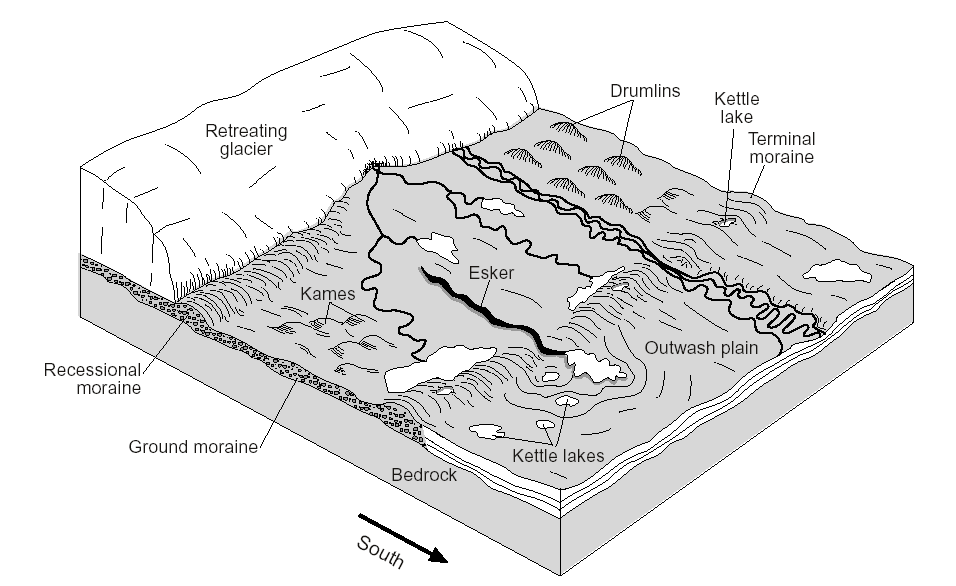 Drumlins
Kettle
lake
Terminal
moraine
Retreating
glacier
Esker
Kames
Outwash plain
Recessional
moraine
Ground moraine
Kettle lakes
Bedrock
South